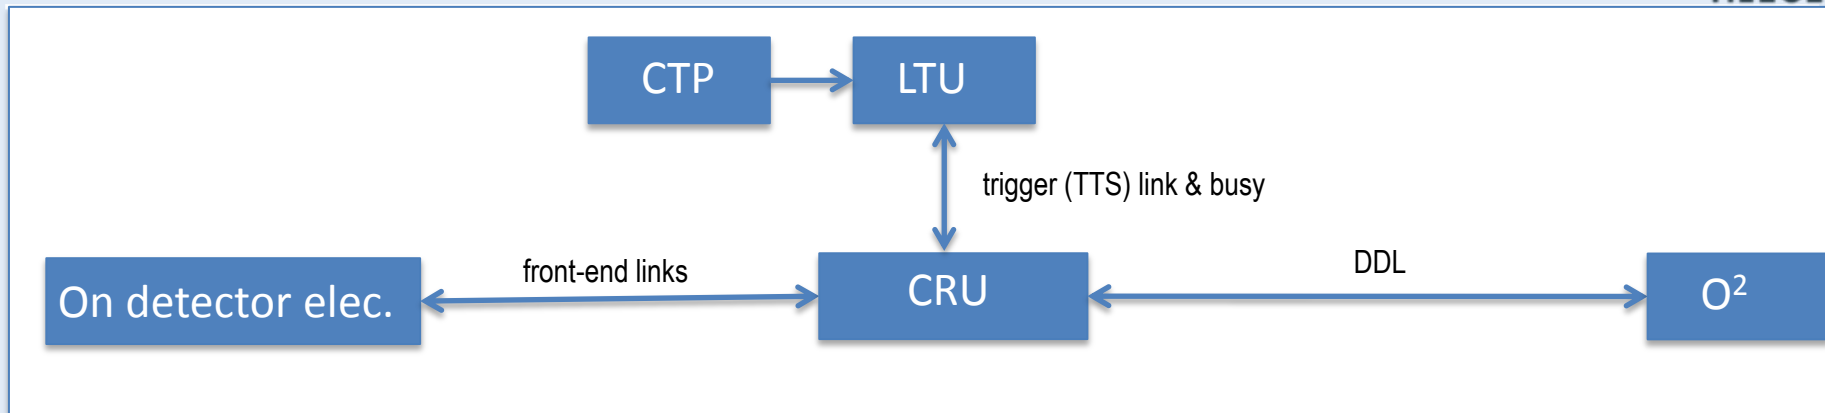 CTP
LTU
trigger (TTS) link & busy
front-end links
DDL
On detector elec.
CRU
O²